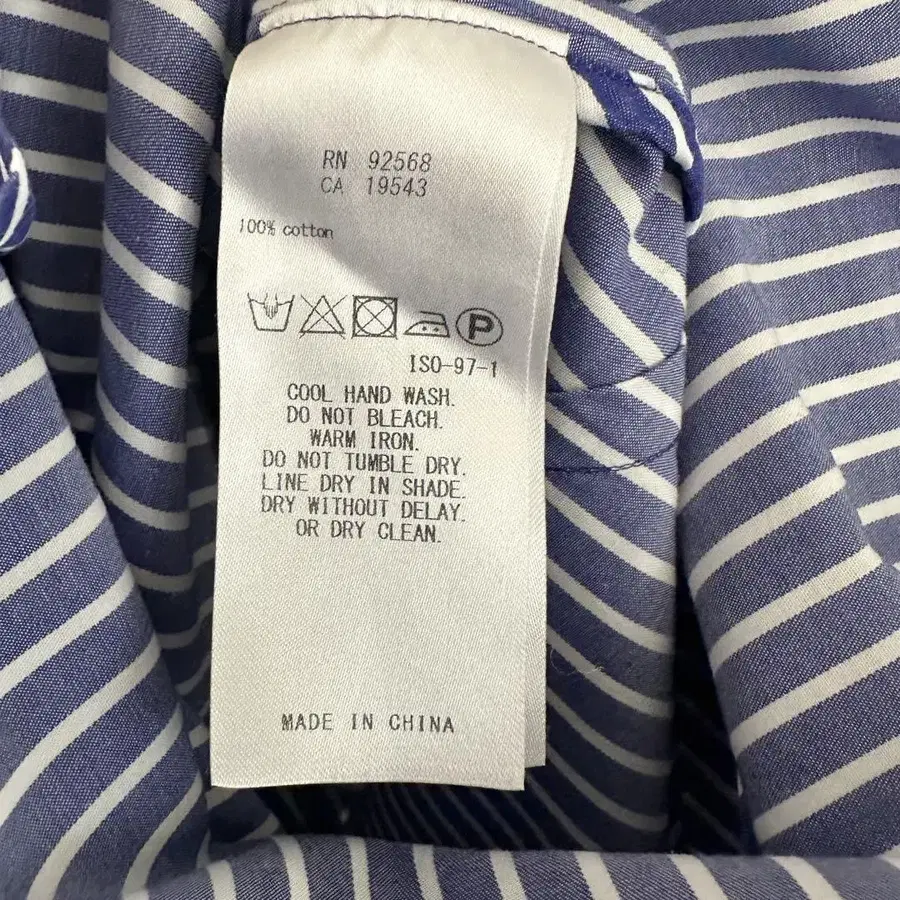 RN 92568
CA 19543
100% cotton
P
ISO-97-1
COOL HAND WASH.
DO NOT BLEACH.
WARM IRON.
DO NOT TUMBLE DRY.
LINE DRY IN SHADE.
DRY WITHOUT DELAY.
OR DRY CLEAN.
MADE IN CHINA